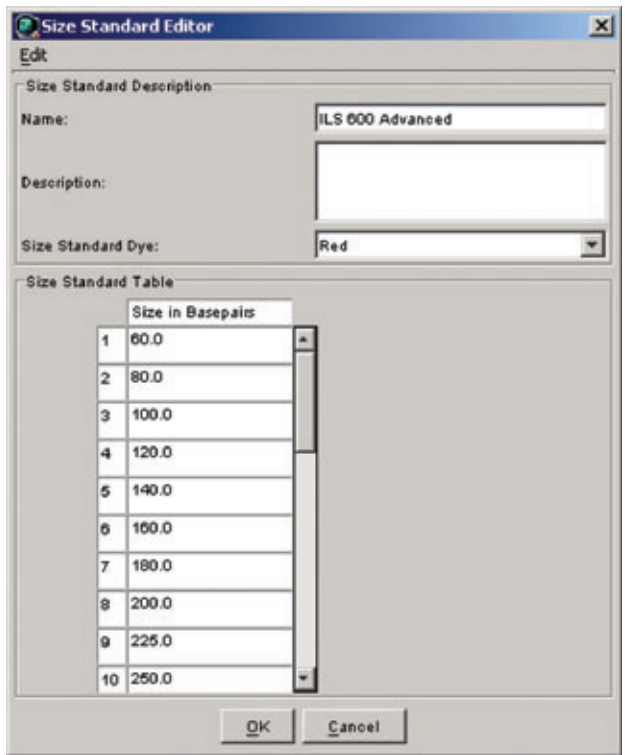 Size Standard Editor
Edit
Size Standard Description
Name: ILS 600 Advanced
Description:
Size Standard Dye: Red
Size Standard Table
Size in Basepairs
1 60.0
2 80.0
3 100.0
4 120.0
5 140.0
6 160.0
7 180.0
8 200.0
9 225.0
10 250.0
OK Cancel